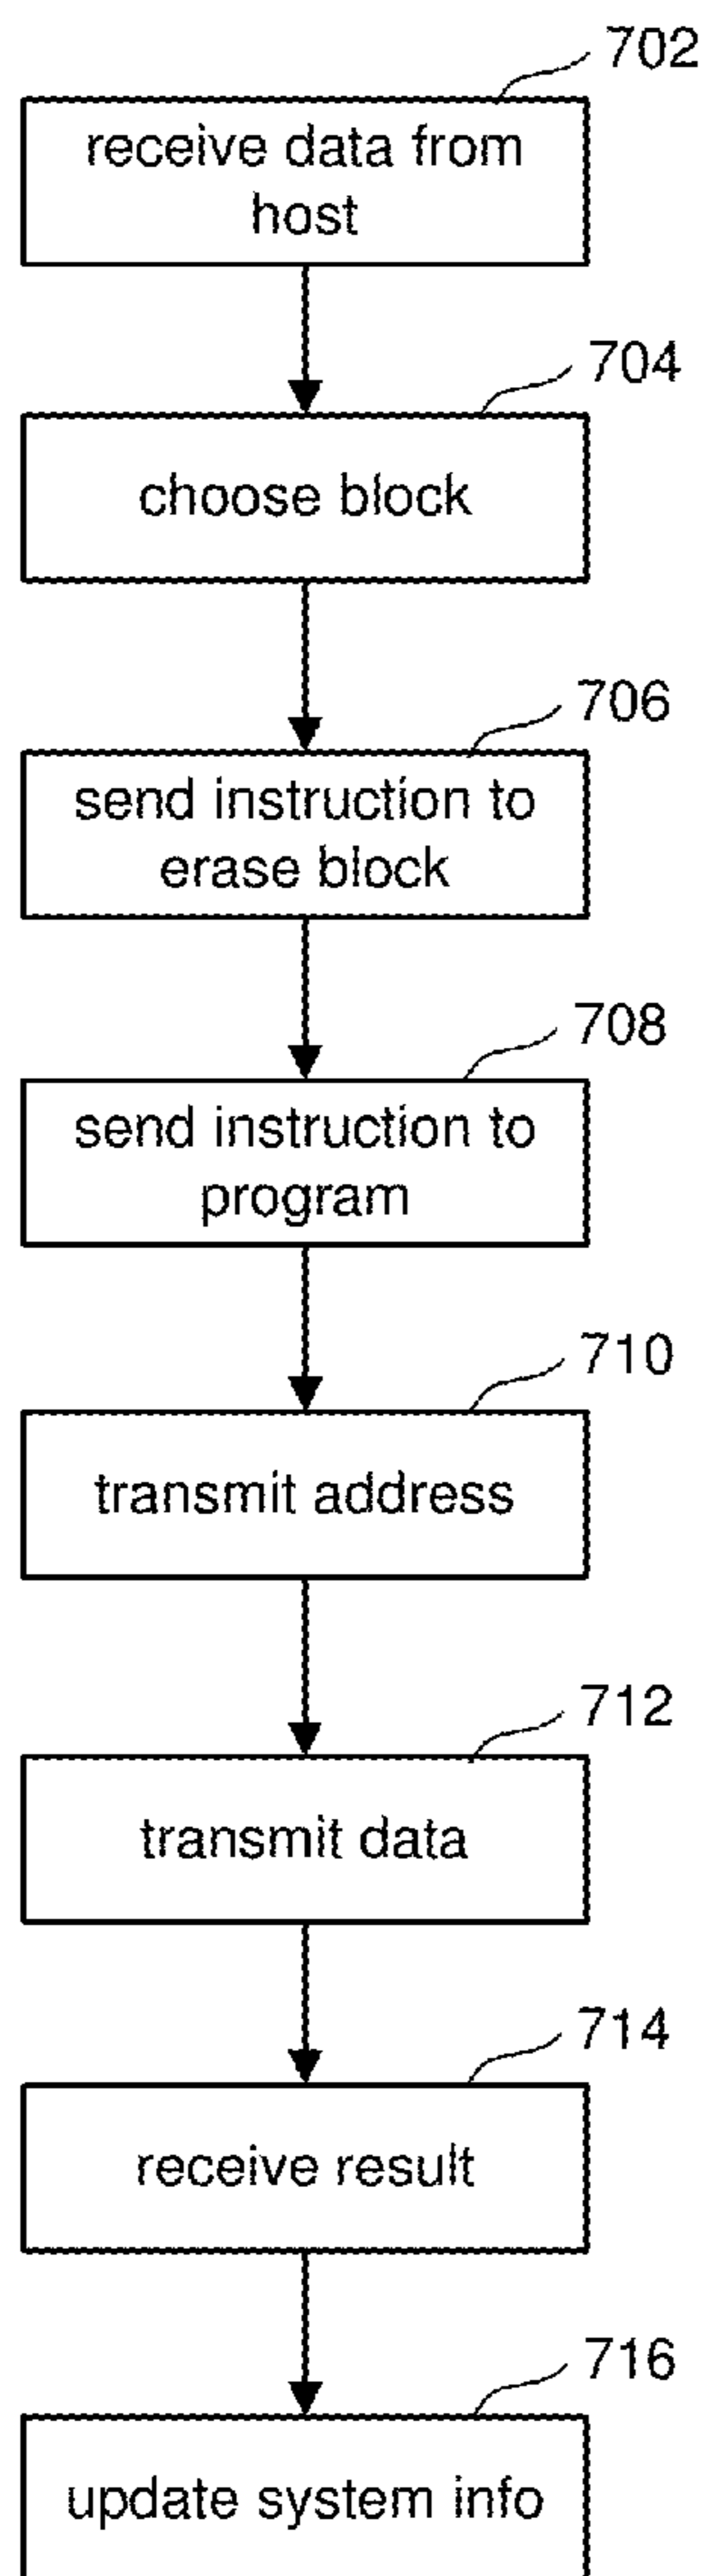 702
receive data from
host
704
choose block
706
send instruction to
erase block
708
send instruction to
program
710
transmit address
712
transmit data
714
receive result
716
update system info